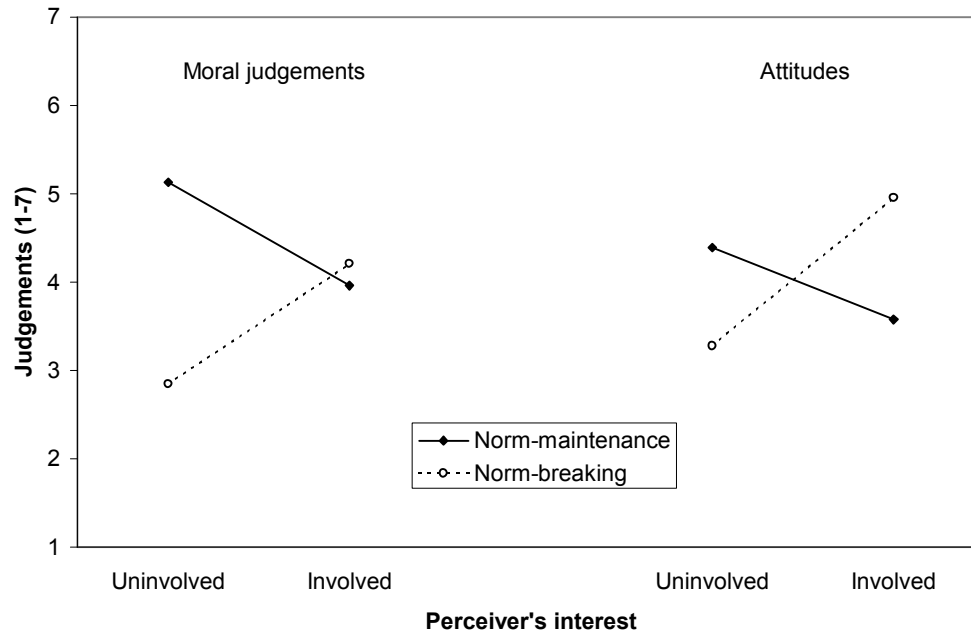 7
Moral judgements
Attitudes
6
5
4
3
2
1
Judgements (1-7)
Norm-maintenance
Norm-breaking
Uninvolved
Involved
Uninvolved
Involved
Perceiver's interest